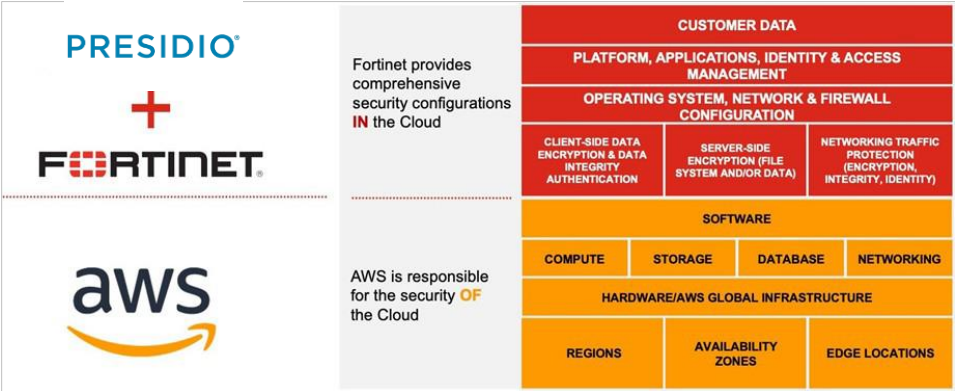 PRESIDIO®
+
FORTINET®
Fortinet provides
comprehensive
security configurations
IN the Cloud
CUSTOMER DATA
PLATFORM, APPLICATIONS, IDENTITY & ACCESS
MANAGEMENT
OPERATING SYSTEM, NETWORK & FIREWALL
CONFIGURATION
CLIENT-SIDE DATA
ENCRYPTION & DATA
INTEGRITY
AUTHENTICATION
SERVER-SIDE
ENCRYPTION (FILE
SYSTEM AND/OR DATA)
NETWORKING TRAFFIC
PROTECTION
(ENCRYPTION,
INTEGRITY, IDENTITY)
aws
AWS is responsible
for the security OF
the Cloud
SOFTWARE
COMPUTE
STORAGE
DATABASE
NETWORKING
HARDWARE/AWS GLOBAL INFRASTRUCTURE
REGIONS
AVAILABILITY
ZONES
EDGE LOCATIONS